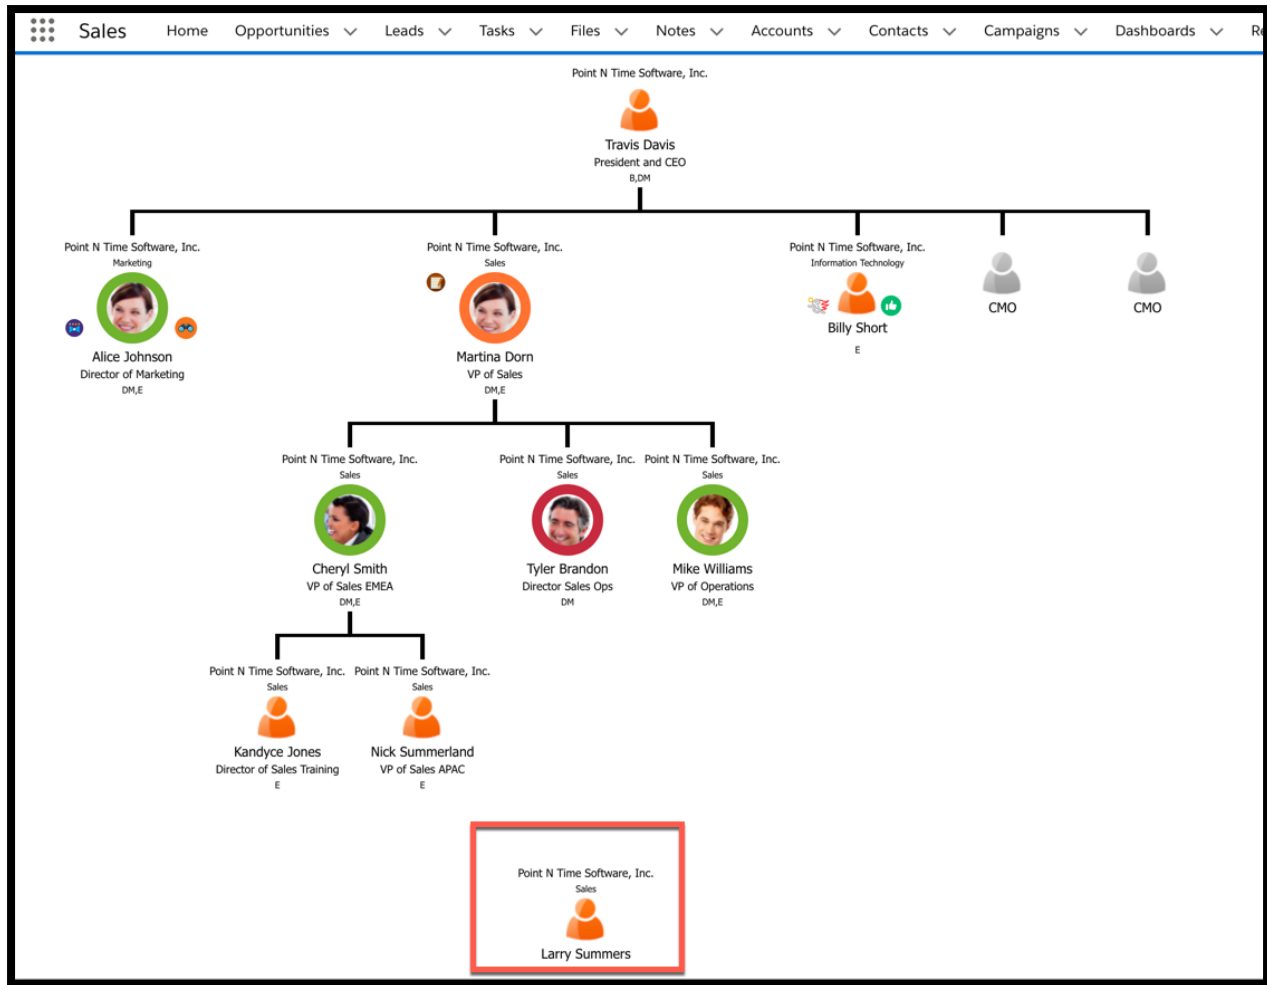 Sales Home Opportunities Leads Tasks Files Notes Accounts Contacts Campaigns Dashboards
Point N Time Software, Inc.
Travis Davis
President and CEO
B,DM
Point N Time Software, Inc.
Marketing
Alice Johnson
Director of Marketing
DM,E
Point N Time Software, Inc.
Sales
Martina Dorn
VP of Sales
DM,E
Point N Time Software, Inc.
Information Technology
Billy Short
E
CMO
CMO
Point N Time Software, Inc.
Sales
Cheryl Smith
VP of Sales EMEA
DM,E
Point N Time Software, Inc.
Sales
Tyler Brandon
Director Sales Ops
DM
Point N Time Software, Inc.
Sales
Mike Williams
VP of Operations
DM,E
Point N Time Software, Inc.
Sales
Kandyce Jones
Director of Sales Training
E
Point N Time Software, Inc.
Sales
Nick Summerland
VP of Sales APAC
E
Point N Time Software, Inc.
Sales
Larry Summers